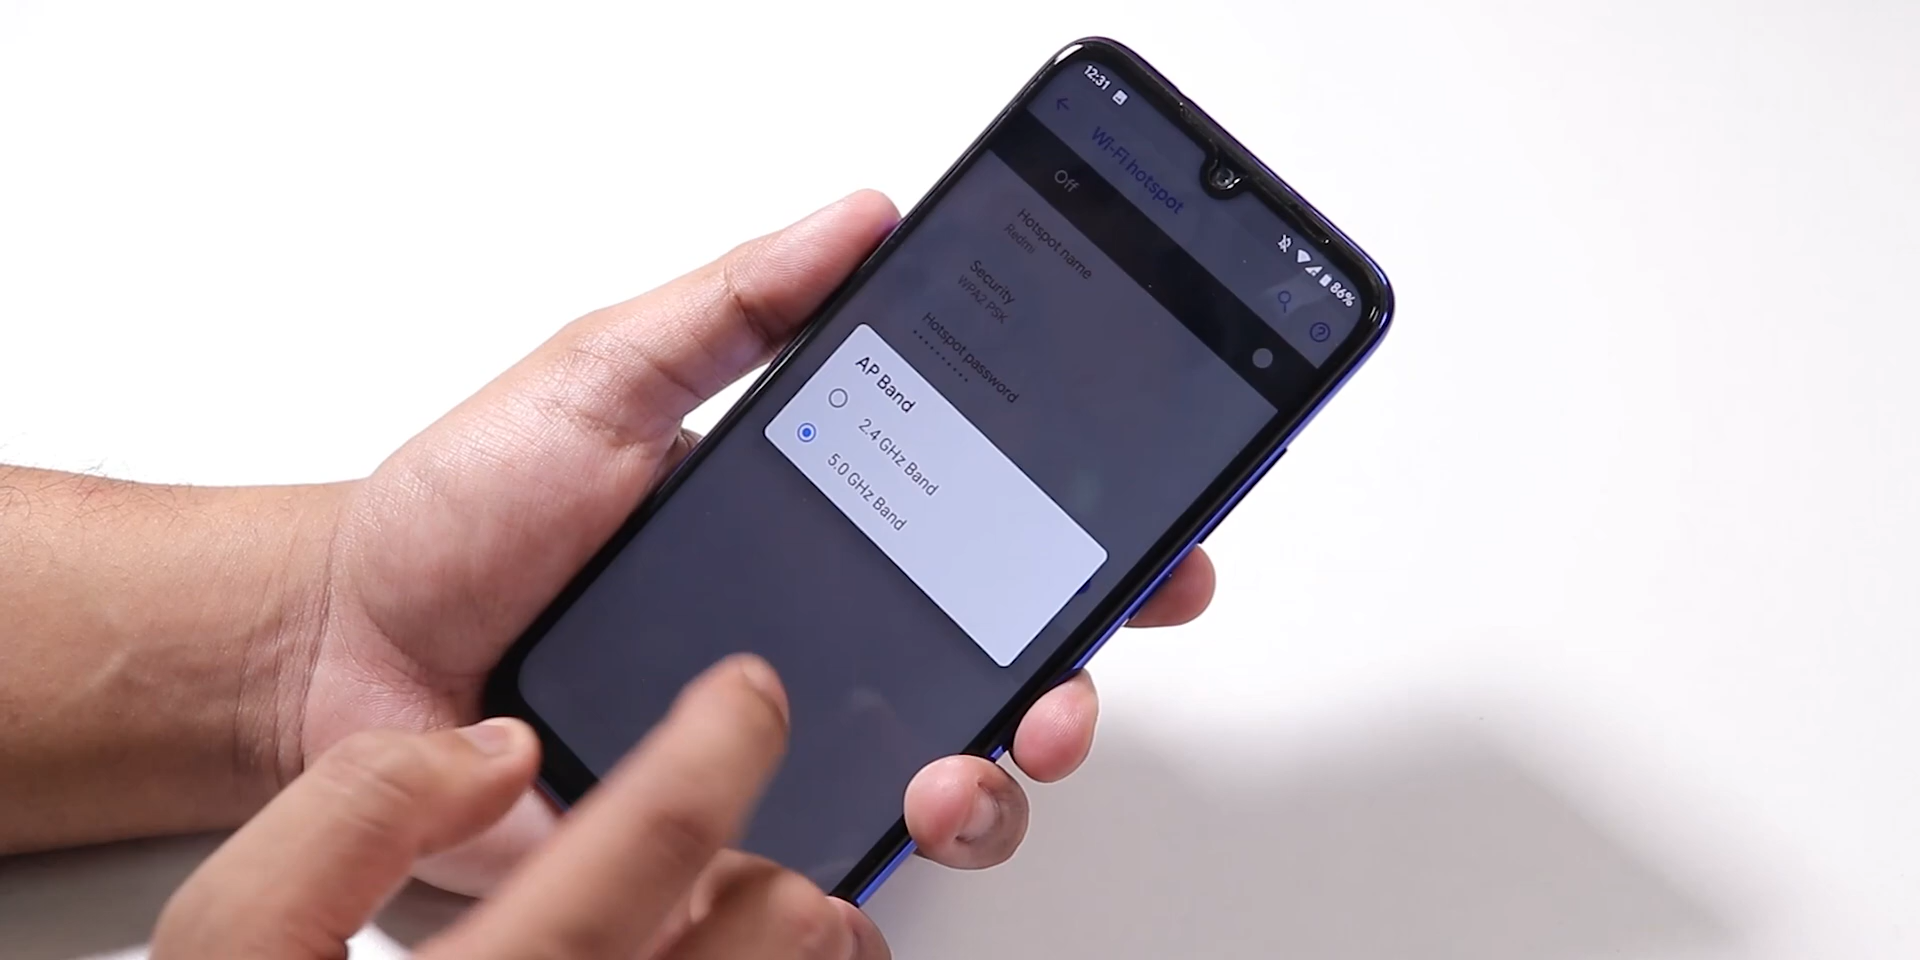 12:31
86%
Wi-Fi hotspot
Off
Hotspot name
Redmi
Security
WPA2 PSK
Hotspot password
••••••••••
AP Band
2.4 GHz Band
5.0 GHz Band